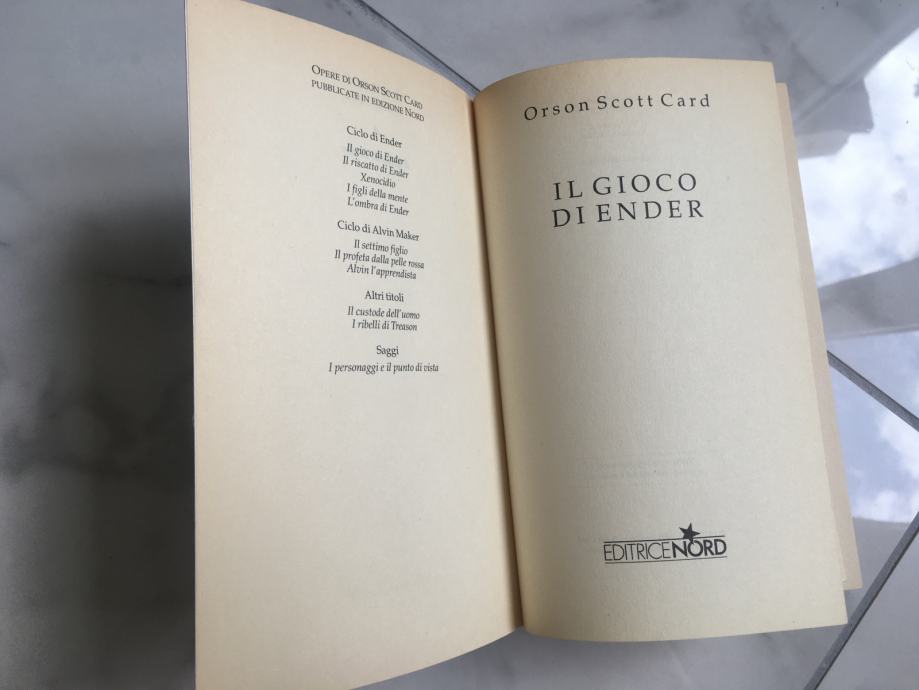 Opere di Orson Scott Card
pubblicate in edizione Nord
Ciclo di Ender
Il gioco di Ender
Il riscatto di Ender
Xenocidio
I figli della mente
L'ombra di Ender
Ciclo di Alvin Maker
Il settimo figlio
Il profeta dalla pelle rossa
Alvin l'apprendista
Altri titoli
Il custode dell'uomo
I ribelli di Treason
Saggi
I personaggi e il punto di vista
Orson Scott Card
IL GIOCO
DI ENDER
EDITRICE NORD